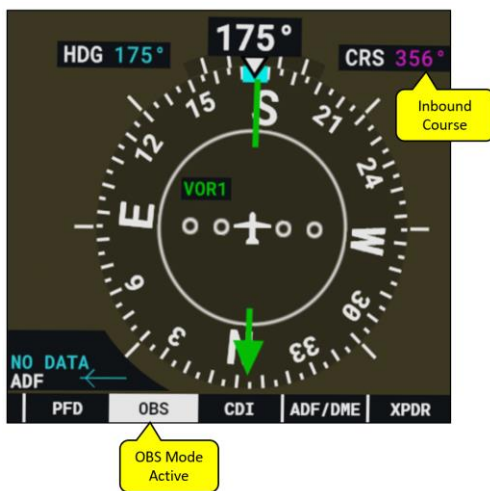 175°
HDG 175°
CRS 356°
Inbound
Course
S
21
24
W
30
33
N
3
6
E
12
15
VOR1
NO DATA
ADF
PFD OBS CDI ADF/DME XPDR
OBS Mode
Active